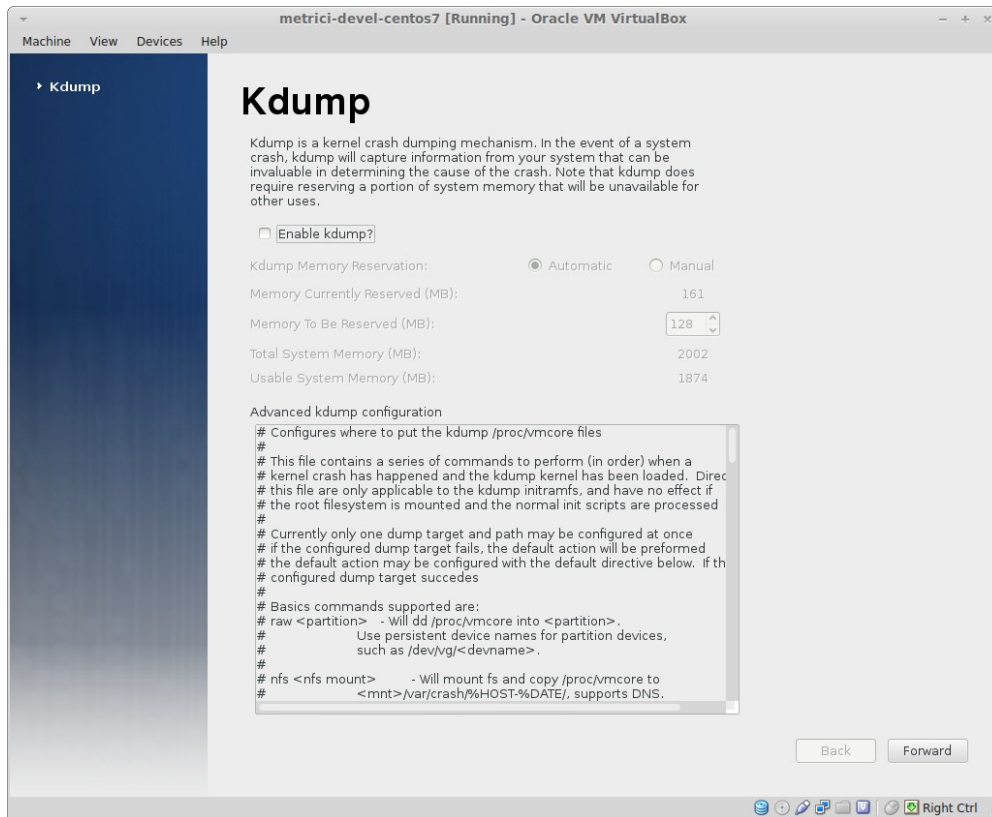 metrici-devel-centos7 [Running] - Oracle VM VirtualBox
Machine View Devices Help
Kdump
Kdump
Kdump is a kernel crash dumping mechanism. In the event of a system
crash, kdump will capture information from your system that can be
invaluable in determining the cause of the crash. Note that kdump does
require reserving a portion of system memory that will be unavailable for
other uses.
Enable kdump?
Kdump Memory Reservation: Automatic Manual
Memory Currently Reserved (MB): 161
Memory To Be Reserved (MB): 128
Total System Memory (MB): 2002
Usable System Memory (MB): 1874
Advanced kdump configuration
# Configures where to put the kdump /proc/vmcore files
#
# This file contains a series of commands to perform (in order) when a
# kernel crash has happened and the kdump kernel has been loaded. Direc
# this file are only applicable to the kdump initramfs, and have no effect if
# the root filesystem is mounted and the normal init scripts are processed
#
# Currently only one dump target and path may be configured at once
# if the configured dump target fails, the default action will be preformed
# the default action may be configured with the default directive below. If th
# configured dump target succedes
#
# Basics commands supported are:
# raw <partition> - Will dd /proc/vmcore into <partition>.
# Use persistent device names for partition devices,
# such as /dev/vg/<devname>.
#
# nfs <nfs mount> - Will mount fs and copy /proc/vmcore to
# <mnt>/var/crash/%HOST-%DATE/, supports DNS.
Back Forward
Right Ctrl